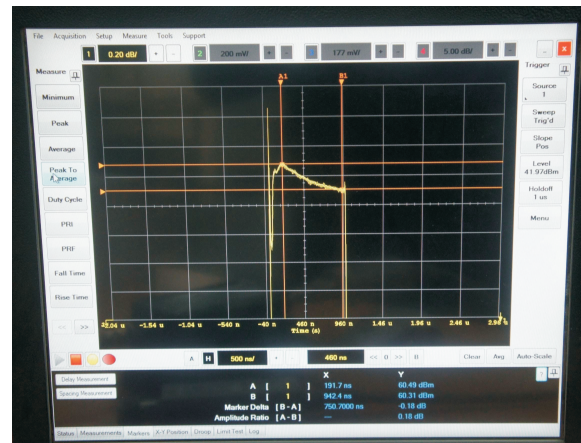 File Acquisition Setup Measure Tools Support
1 0.20 dB/ + - 2 200 mV/ + - 177 mV/ + - 5.00 dB/ + -
Measure
Minimum
Peak
Average
Peak To
Average
Duty Cycle
PRI
PRF
Fall Time
Rise Time
<< >>
Trigger
Source
1
Sweep
Trig'd
Slope
Pos
Level
41.97dBm
Holdoff
1 us
Menu
A1 B1
-2.04 u -1.54 u -1.04 u -540 n -40 n 460 n 960 n 1.46 u 1.96 u 2.46 u 2.96
Time (s)
A H 500 ns/ 460 ns << 0 >> B Clear Avg Auto-Scale
Delay Measurement
Spacing Measurement
X Y
A [ 1 ] 191.7 ns 60.49 dBm
B [ 1 ] 942.4 ns 60.31 dBm
Marker Delta [B - A] 750.7000 ns -0.18 dB
Amplitude Ratio [A - B] --- 0.18 dB
Status Measurements Markers X-Y Position Group Limit Test Log